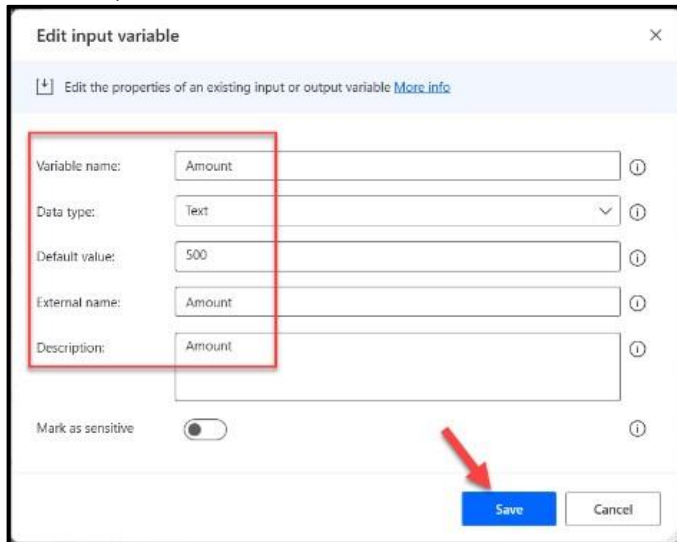 Edit input variable
Edit the properties of an existing input or output variable More info
Variable name: Amount
Data type: Text
Default value: 500
External name: Amount
Description: Amount
Mark as sensitive
Save Cancel